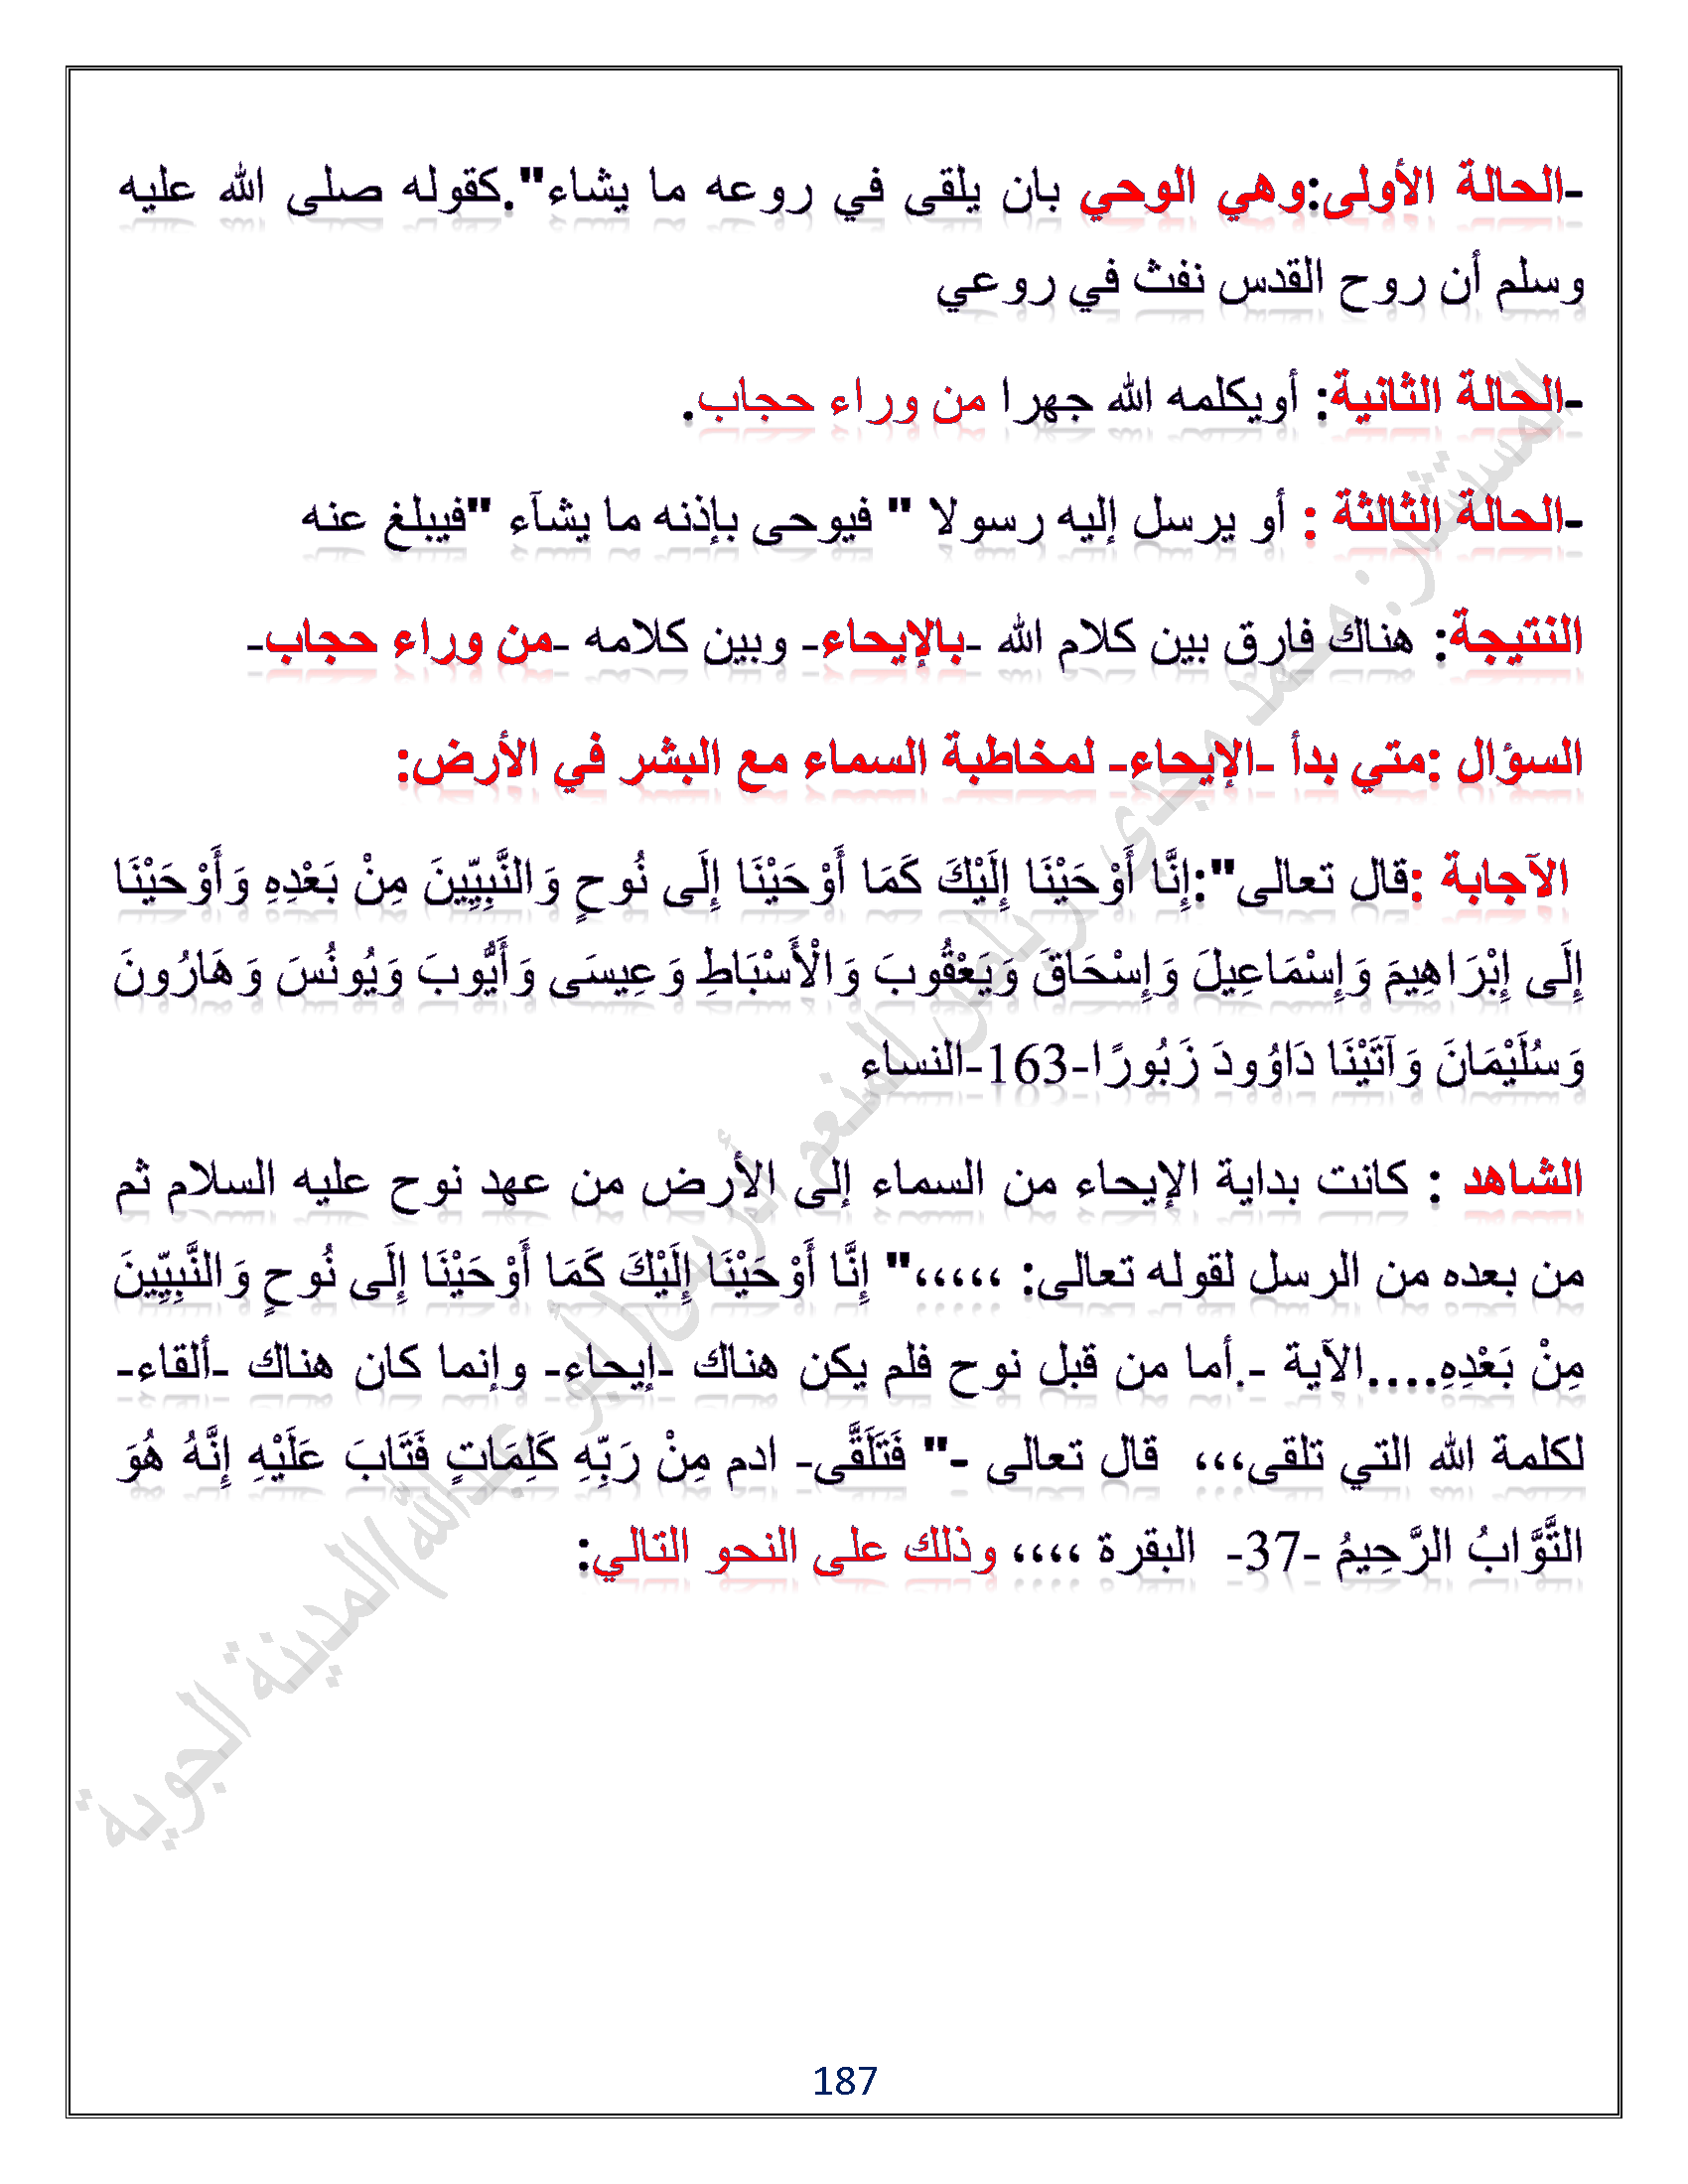 -الحالة الأولى:وهي الوحي بان يلقى في روعه ما يشاء".كقوله صلى الله عليه
وسلم أن روح القدس نفث في روعي
-الحالة الثانية: أويكلمه الله جهرا من وراء حجاب.
-الحالة الثالثة : أو يرسل إليه رسولا " فيوحى بإذنه ما يشآء "فيبلغ عنه
النتيجة: هناك فارق بين كلام الله -بالإيحاء- وبين كلامه -من وراء حجاب-
السؤال :متي بدأ -الإيحاء- لمخاطبة السماء مع البشر في الأرض:
الآجابة :قال تعالى":إِنَّا أَوْحَيْنَا إِلَيْكَ كَمَا أَوْحَيْنَا إِلَى نُوحٍ وَالنَّبِيِّينَ مِنْ بَعْدِهِ وَأَوْحَيْنَا
إِلَى إِبْرَاهِيمَ وَإِسْمَاعِيلَ وَإِسْحَاقَ وَيَعْقُوبَ وَالْأَسْبَاطِ وَعِيسَى وَأَيُّوبَ وَيُونُسَ وَهَارُونَ
وَسُلَيْمَانَ وَآتَيْنَا دَاوُودَ زَبُورًا-163-النساء
الشاهد : كانت بداية الإيحاء من السماء إلى الأرض من عهد نوح عليه السلام ثم
من بعده من الرسل لقوله تعالى: ،،،،،" إِنَّا أَوْحَيْنَا إِلَيْكَ كَمَا أَوْحَيْنَا إِلَى نُوحٍ وَالنَّبِيِّينَ
مِنْ بَعْدِهِ....الآية -.أما من قبل نوح فلم يكن هناك -إيحاء- وإنما كان هناك -ألقاء-
لكلمة الله التي تلقى،،، قال تعالى -" فَتَلَقَّى- ادم مِنْ رَبِّهِ كَلِمَاتٍ فَتَابَ عَلَيْهِ إِنَّهُ هُوَ
التَّوَّابُ الرَّحِيمُ -37- البقرة ،،،، وذلك على النحو التالي:
المستشار: محمد مجدى رياض المنعم الريس(أبو عبدالله)المدينة الجوية
187